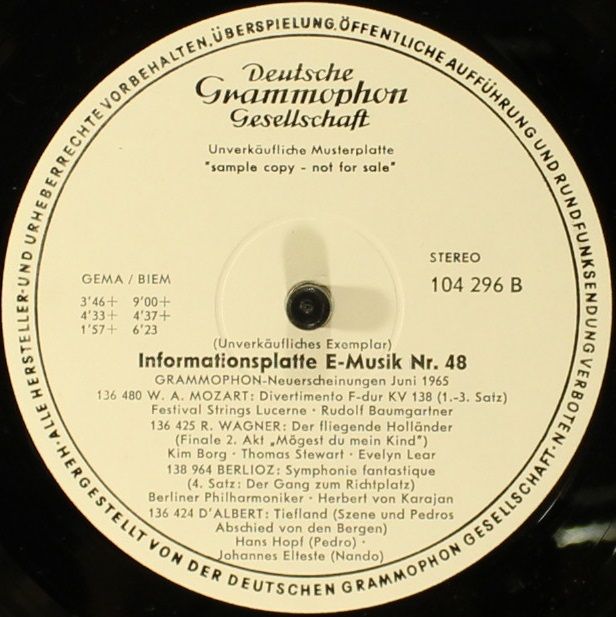 ALLE HERSTELLER- UND URHEBERRECHTE VORBEHALTEN. ÜBERSPIELUNG, ÖFFENTLICHE AUFFÜHRUNG UND RUNDFUNKSENDUNG VERBOTEN.
Deutsche
Grammophon
Gesellschaft
Unverkäufliche Musterplatte
"sample copy - not for sale"
GEMA / BIEM
STEREO
104 296 B
3'46+ 9'00+
4'33+ 4'37+
1'57+ 6'23
(Unverkäufliches Exemplar)
Informationsplatte E-Musik Nr. 48
GRAMMOPHON-Neuerscheinungen Juni 1965
136 480 W. A. MOZART: Divertimento F-dur KV 138 (1.-3. Satz)
Festival Strings Lucerne · Rudolf Baumgartner
136 425 R. WAGNER: Der fliegende Holländer
(Finale 2. Akt „Mögest du mein Kind")
Kim Borg · Thomas Stewart · Evelyn Lear
138 964 BERLIOZ: Symphonie fantastique
(4. Satz: Der Gang zum Richtplatz)
Berliner Philharmoniker · Herbert von Karajan
136 424 D'ALBERT: Tiefland (Szene und Pedros
Abschied von den Bergen)
Hans Hopf (Pedro) ·
Johannes Elteste (Nando)
· HERGESTELLT VON DER DEUTSCHEN GRAMMOPHON GESELLSCHAFT ·